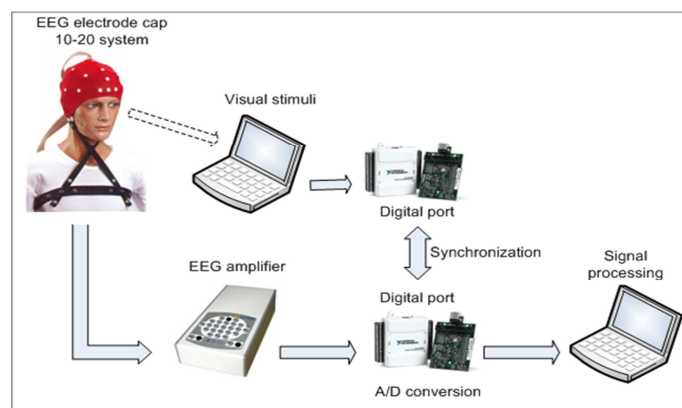 EEG electrode cap
10-20 system
Visual stimuli
Digital port
Synchronization
EEG amplifier
Digital port
A/D conversion
Signal
processing